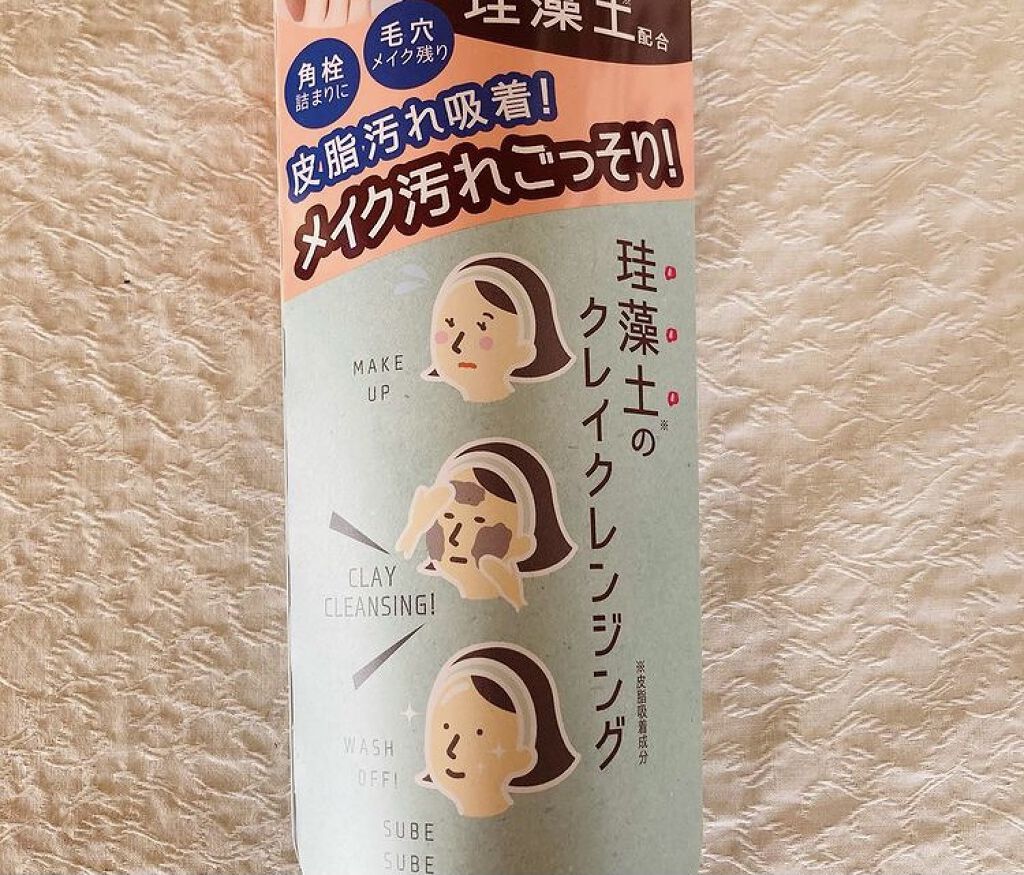 珪藻土配合
毛穴
メイク残り
角栓
詰まりに
皮脂汚れ吸着!
メイク汚れごっそり!
珪藻土※の
クレイクレンジング
※皮脂吸着成分
MAKE
UP
CLAY
CLEANSING!
WASH
OFF!
SUBE
SUBE